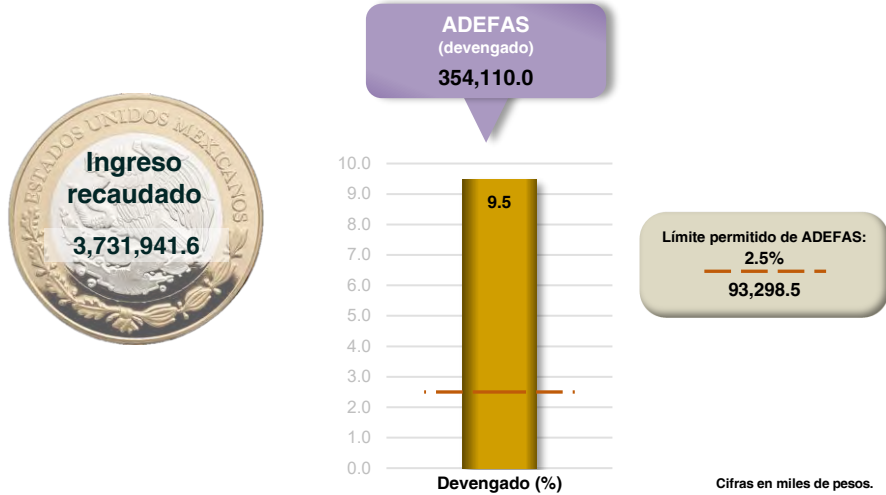 ADEFAS
(devengado)
354,110.0
ESTADOS UNIDOS MEXICANOS
Ingreso
recaudado
3,731,941.6
10.0
9.0
8.0
7.0
6.0
5.0
4.0
3.0
2.0
1.0
0.0
9.5
Devengado (%)
Límite permitido de ADEFAS:
2.5%
93,298.5
Cifras en miles de pesos.